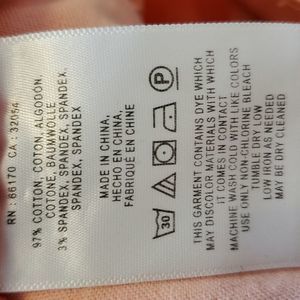 RN : 66170 CA - 32054
97% COTTON, COTON, ALGODÓN
COTONE, BAUMWOLLE
3% SPANDEX, SPANDEX, SPANDEX,
SPANDEX, SPANDEX
MADE IN CHINA,
HECHO EN CHINA,
FABRIQUÉ EN CHINE
30
P
THIS GARMENT CONTAINS DYE WHICH
MAY DISCOLOR MATERIALS WITH WHICH
IT COMES IN CONTACT
MACHINE WASH COLD WITH LIKE COLORS
USE ONLY NON-CHLORINE BLEACH
TUMBLE DRY LOW
LOW IRON AS NEEDED
MAY BE DRY CLEANED